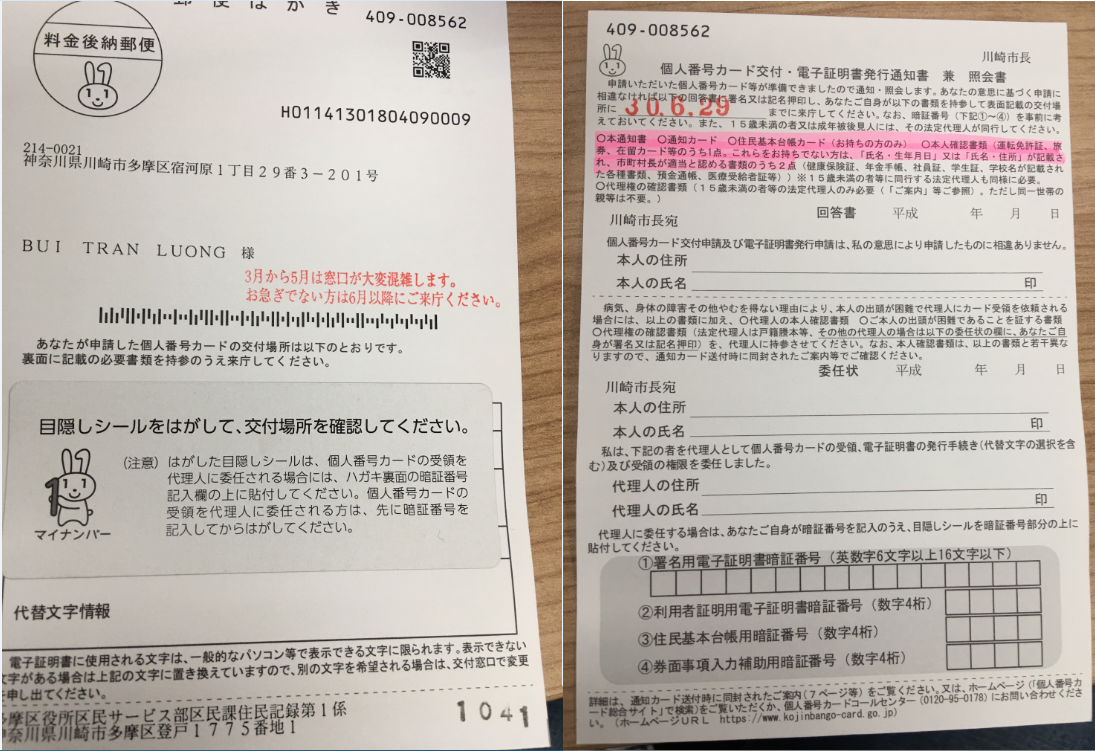 郵便はがき
409-008562
料金後納郵便
H01141301804090009
214-0021
神奈川県川崎市多摩区宿河原1丁目29番3-201号
BUI TRAN LUONG 様
3月から5月は窓口が大変混雑します。
お急ぎでない方は6月以降にご来庁ください。
あなたが申請した個人番号カードの交付場所は以下のとおりです。
裏面に記載の必要書類を持参のうえ来庁してください。
目隠しシールをはがして、交付場所を確認してください。
(注意) はがした目隠しシールは、個人番号カードの受領を
代理人に委任される場合には、ハガキ裏面の暗証番号
記入欄の上に貼付してください。個人番号カードの
受領を代理人に委任される方は、先に暗証番号を
記入してからはがしてください。
1
マイナンバー
代替文字情報
電子証明書に使用される文字は、一般的なパソコン等で表示できる文字に限られます。表示できない
文字がある場合は上記の文字に置き換えていますので、別の文字を希望される場合は、交付窓口で変更
を申し出てください。
多摩区役所区民サービス部区民課住民記録第1係
神奈川県川崎市多摩区登戸1775番地1
1041
409-008562
川崎市長
個人番号カード交付・電子証明書発行通知書 兼 照会書
申請いただいた個人番号カード等が準備できましたので通知・照会します。あなたの意思に基づく申請に
相違なければ以下の回答書に署名又は記名押印し、あなたご自身が以下の書類を持参して表面記載の交付場
所に 30.6.29 までに来庁してください。なお、暗証番号(下記①~④)を事前に考
えておいてください。また、15歳未満の者又は成年被後見人には、その法定代理人が同行してください。
○本通知書 ○通知カード ○住民基本台帳カード(お持ちの方のみ) ○本人確認書類(運転免許証、旅
券、在留カード等のうち1点。これらをお持ちでない方は、「氏名・生年月日」又は「氏名・住所」が記載さ
れ、市町村長が適当と認める書類のうち2点(健康保険証、年金手帳、社員証、学生証、学校名が記載され
た各種書類、預金通帳、医療受給者証等))※15歳未満の者等に同行する法定代理人も同様に必要。
○代理権の確認書類(15歳未満の者等の法定代理人のみ必要(「ご案内」等ご参照)。ただし同一世帯の
親等は不要。)
回答書 平成 年 月 日
川崎市長宛
個人番号カード交付申請及び電子証明書発行申請は、私の意思により申請したものに相違ありません。
本人の住所
本人の氏名 印
病気、身体の障害その他やむを得ない理由により、本人の出頭が困難で代理人にカード受領を依頼される
場合には、以上の書類に加え、○代理人の本人確認書類 ○ご本人の出頭が困難であることを証する書類
○代理権の確認書類(法定代理人は戸籍謄本等、その他の代理人の場合は以下の委任状の欄に、あなたご自
身が署名又は記名押印)を、代理人に持参させてください。なお、本人確認書類は、以上の書類と若干異な
りますので、通知カード送付時に同封されたご案内等でご確認ください。
委任状 平成 年 月 日
川崎市長宛
本人の住所
本人の氏名 印
私は、下記の者を代理人として個人番号カードの受領、電子証明書の発行手続き(代替文字の選択を含
む)及び受領の権限を委任しました。
代理人の住所
代理人の氏名 印
代理人に委任する場合は、あなたご自身が暗証番号を記入のうえ、目隠しシールを暗証番号部分の上に
貼付してください。
①署名用電子証明書暗証番号(英数字6文字以上16文字以下)
②利用者証明用電子証明書暗証番号(数字4桁)
③住民基本台帳用暗証番号(数字4桁)
④券面事項入力補助用暗証番号(数字4桁)
詳細は、通知カード送付時に同封されたご案内(7ページ等)をご覧ください。又は、ホームページ(「個人番号カ
ード総合サイト」で検索)をご覧いただくか、個人番号カードコールセンター(0120-95-0178)にお問い合わせくださ
い。(ホームページURL https://www.kojinbango-card.go.jp)